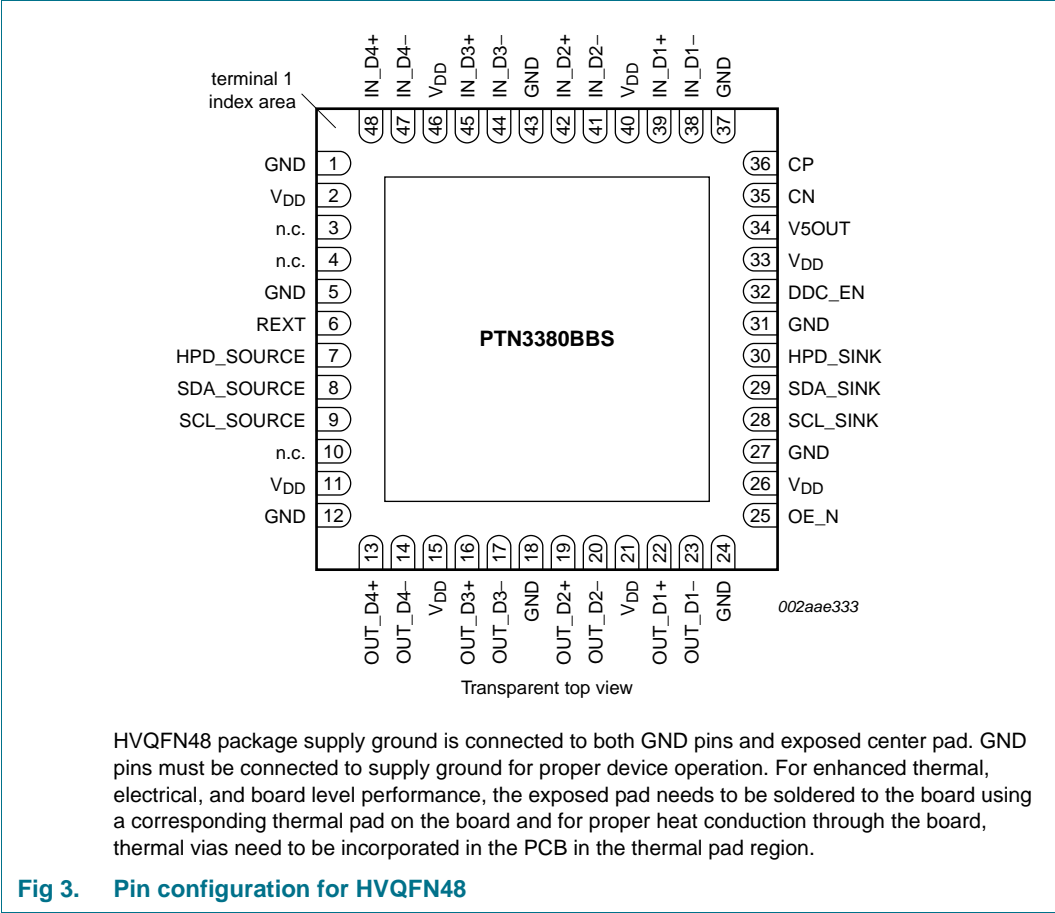 IN_D4+ IN_D4− VDD IN_D3+ IN_D3− GND IN_D2+ IN_D2− VDD IN_D1+ IN_D1− GND
terminal 1
index area
48 47 46 45 44 43 42 41 40 39 38 37
GND 1 36 CP
VDD 2 35 CN
n.c. 3 34 V5OUT
n.c. 4 33 VDD
GND 5 32 DDC_EN
REXT 6 31 GND
PTN3380BBS
HPD_SOURCE 7 30 HPD_SINK
SDA_SOURCE 8 29 SDA_SINK
SCL_SOURCE 9 28 SCL_SINK
n.c. 10 27 GND
VDD 11 26 VDD
GND 12 25 OE_N
13 14 15 16 17 18 19 20 21 22 23 24
OUT_D4+ OUT_D4− VDD OUT_D3+ OUT_D3− GND OUT_D2+ OUT_D2− VDD OUT_D1+ OUT_D1− GND
002aae333
Transparent top view
HVQFN48 package supply ground is connected to both GND pins and exposed center pad. GND
pins must be connected to supply ground for proper device operation. For enhanced thermal,
electrical, and board level performance, the exposed pad needs to be soldered to the board using
a corresponding thermal pad on the board and for proper heat conduction through the board,
thermal vias need to be incorporated in the PCB in the thermal pad region.
Fig 3. Pin configuration for HVQFN48